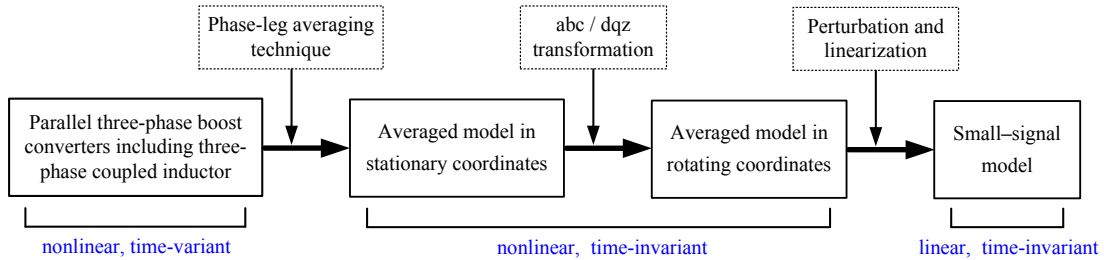 Phase-leg averaging
technique
abc / dqz
transformation
Perturbation and
linearization
Parallel three-phase boost
converters including three-
phase coupled inductor
Averaged model in
stationary coordinates
Averaged model in
rotating coordinates
Small–signal
model
nonlinear, time-variant
nonlinear, time-invariant
linear, time-invariant